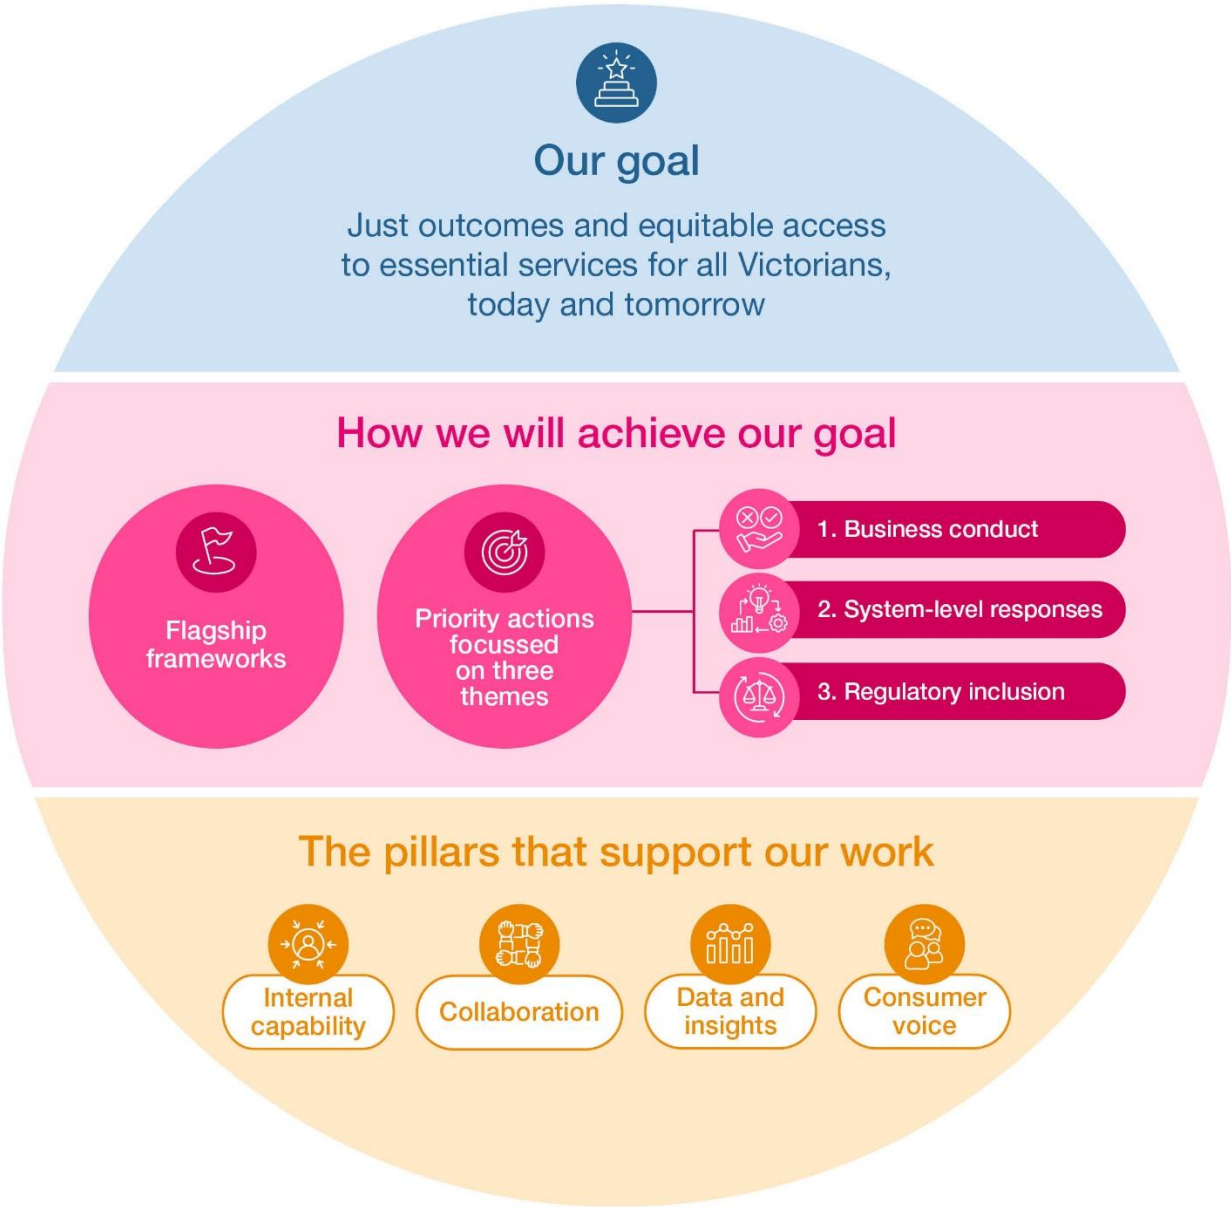 Our goal
Just outcomes and equitable access
to essential services for all Victorians,
today and tomorrow
How we will achieve our goal
Flagship
frameworks
Priority actions
focussed
on three
themes
1. Business conduct
2. System-level responses
3. Regulatory inclusion
The pillars that support our work
Internal
capability
Collaboration
Data and
insights
Consumer
voice